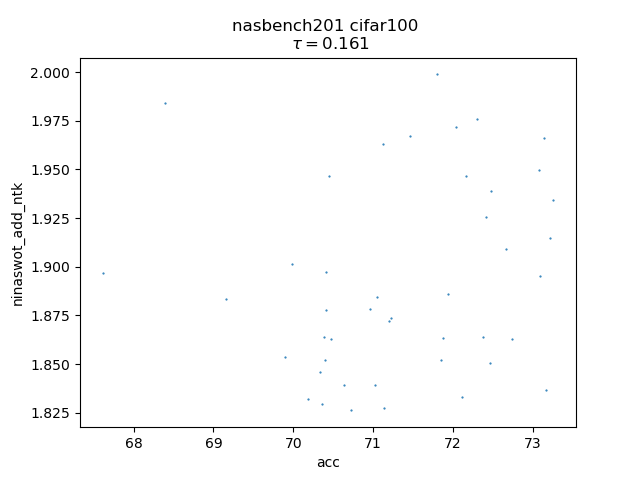 nasbench201 cifar100
τ = 0.161
2.000
1.975
1.950
1.925
1.900
1.875
1.850
1.825
ninaswot_add_ntk
68 69 70 71 72 73
acc